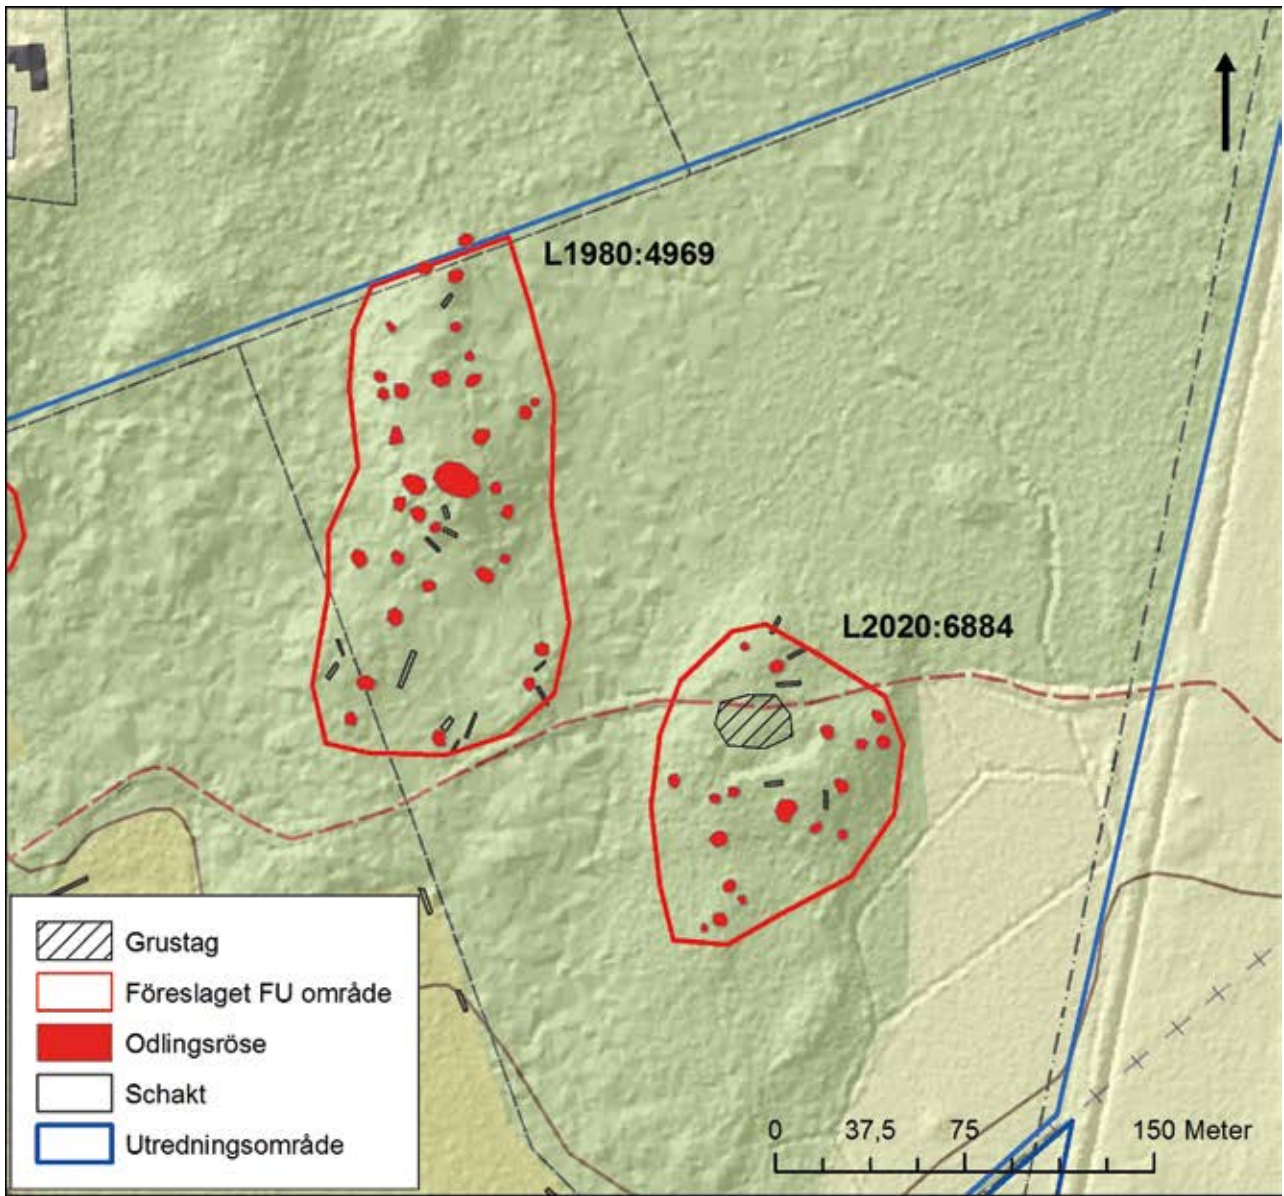 L1980:4969
L2020:6884
Grustag
Föreslaget FU område
Odlingsröse
Schakt
Utredningsområde
0 37,5 75 150 Meter